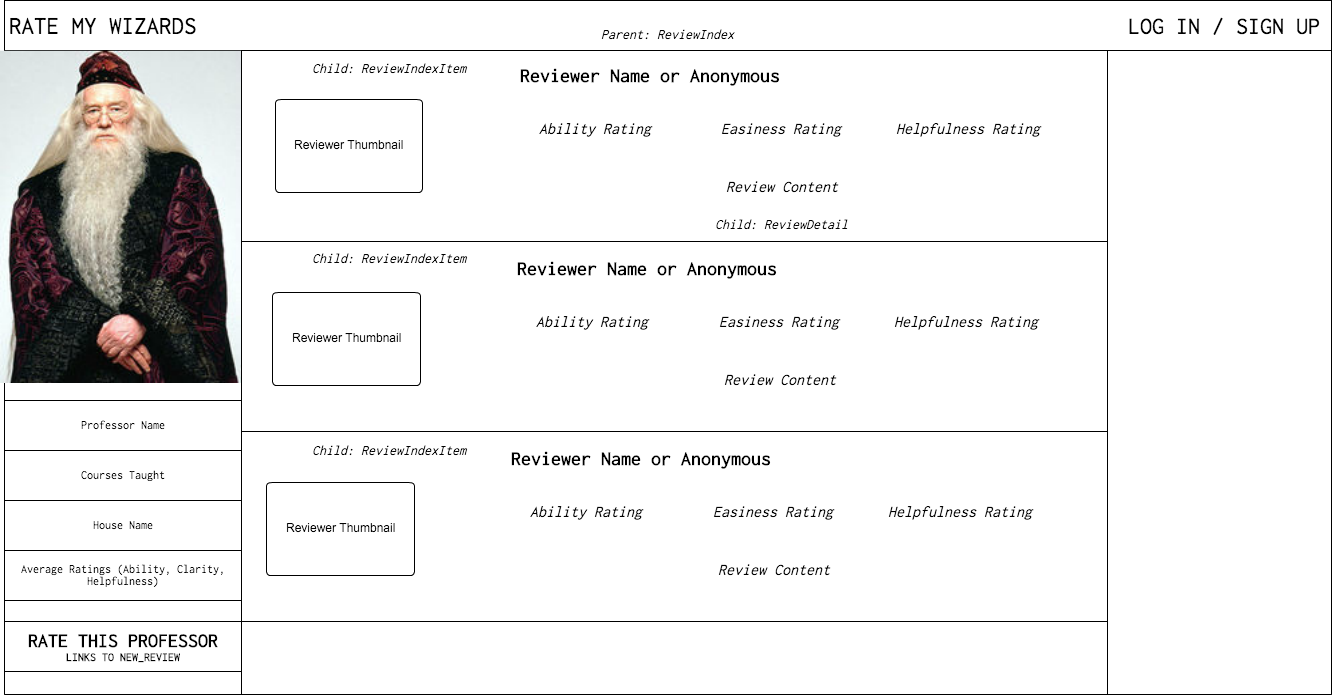 RATE MY WIZARDS
Parent: ReviewIndex
LOG IN / SIGN UP
Child: ReviewIndexItem
Reviewer Name or Anonymous
Reviewer Thumbnail
Ability Rating
Easiness Rating
Helpfulness Rating
Review Content
Child: ReviewDetail
Child: ReviewIndexItem
Reviewer Name or Anonymous
Reviewer Thumbnail
Ability Rating
Easiness Rating
Helpfulness Rating
Review Content
Child: ReviewIndexItem
Reviewer Name or Anonymous
Reviewer Thumbnail
Ability Rating
Easiness Rating
Helpfulness Rating
Review Content
Professor Name
Courses Taught
House Name
Average Ratings (Ability, Clarity,
Helpfulness)
RATE THIS PROFESSOR
LINKS TO NEW_REVIEW